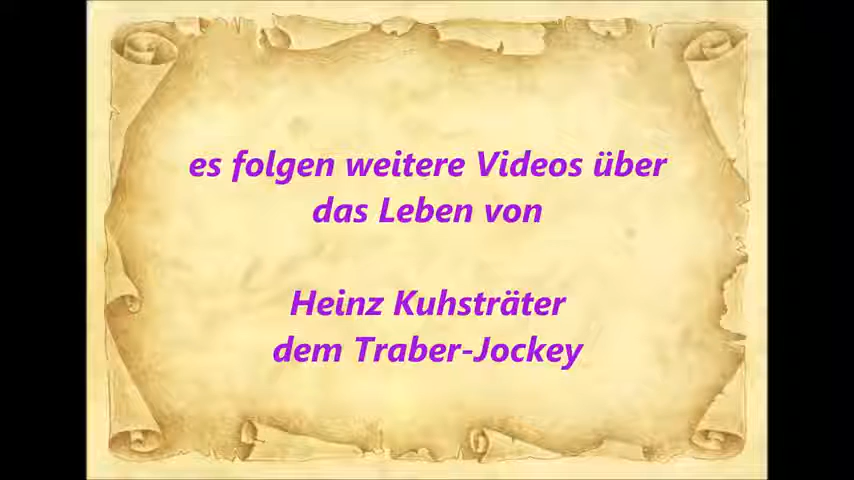 es folgen weitere Videos über
das Leben von
Heinz Kuhsträter
dem Traber-Jockey